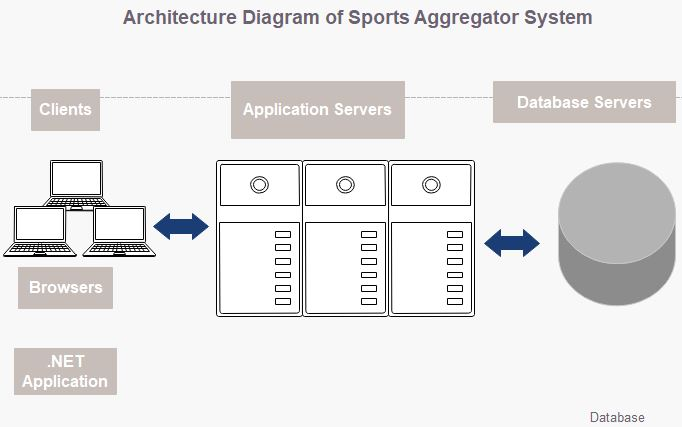 Architecture Diagram of Sports Aggregator System
Clients
Application Servers
Database Servers
Browsers
.NET
Application
Database